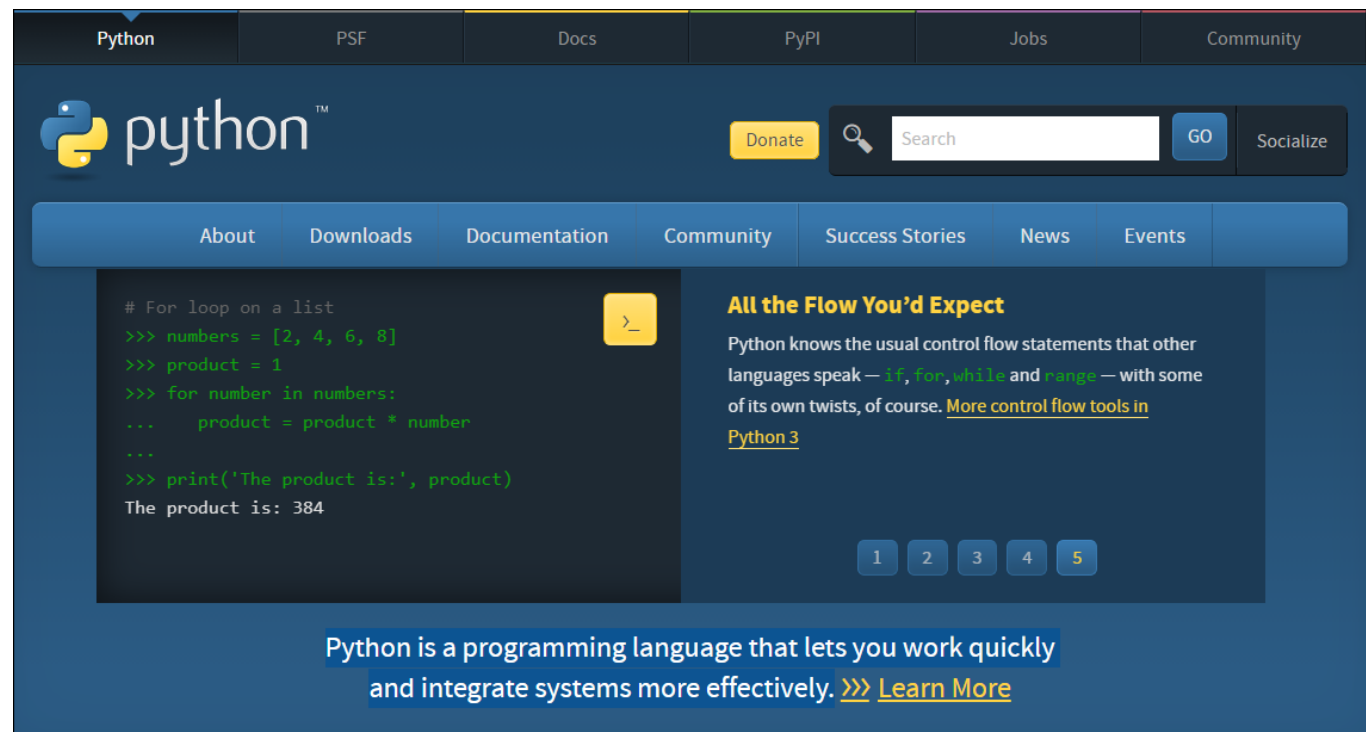 Python PSF Docs PyPI Jobs Community
python™
Donate Search GO Socialize
About Downloads Documentation Community Success Stories News Events
# For loop on a list
>>> numbers = [2, 4, 6, 8]
>>> product = 1
>>> for number in numbers:
...    product = product * number
...
>>> print('The product is:', product)
The product is: 384
>_
All the Flow You’d Expect
Python knows the usual control flow statements that other
languages speak — if, for, while and range — with some
of its own twists, of course. More control flow tools in
Python 3
1 2 3 4 5
Python is a programming language that lets you work quickly
and integrate systems more effectively. >>> Learn More